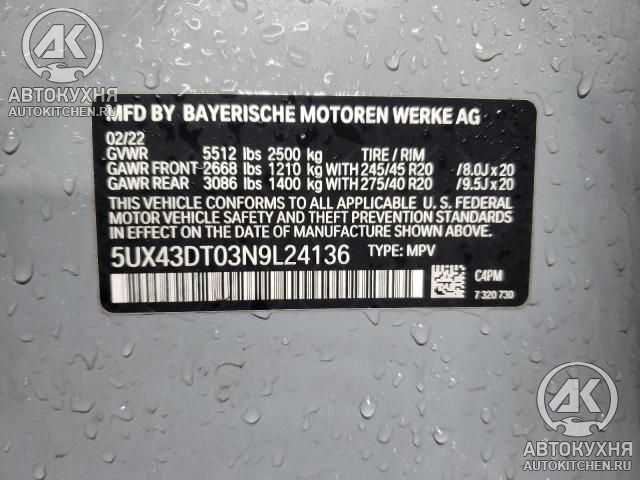 AK
АВТОКУХНЯ
AUTOKITCHEN.RU
MFD BY BAYERISCHE MOTOREN WERKE AG
02/22
GVWR 5512 lbs 2500 kg TIRE / RIM
GAWR FRONT-2668 lbs 1210 kg WITH 245/45 R20 /8.0J x 20
GAWR REAR 3086 lbs 1400 kg WITH 275/40 R20 /9.5J x 20
THIS VEHICLE CONFORMS TO ALL APPLICABLE U. S. FEDERAL
MOTOR VEHICLE SAFETY AND THEFT PREVENTION STANDARDS
IN EFFECT ON THE DATE OF MANUFACTURE SHOWN ABOVE.
5UX43DT03N9L24136 TYPE: MPV
C4PM
7 320 730
AK
АВТОКУХНЯ
AUTOKITCHEN.RU